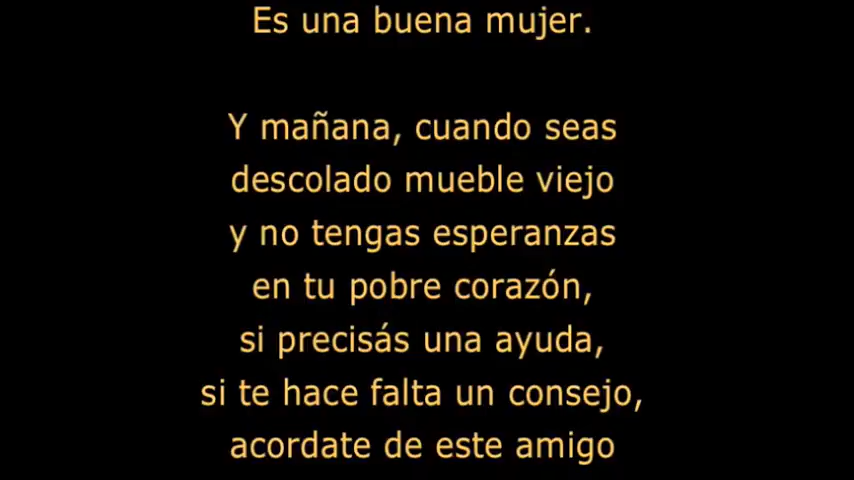 Es una buena mujer.
Y mañana, cuando seas
descolado mueble viejo
y no tengas esperanzas
en tu pobre corazón,
si precisás una ayuda,
si te hace falta un consejo,
acordate de este amigo